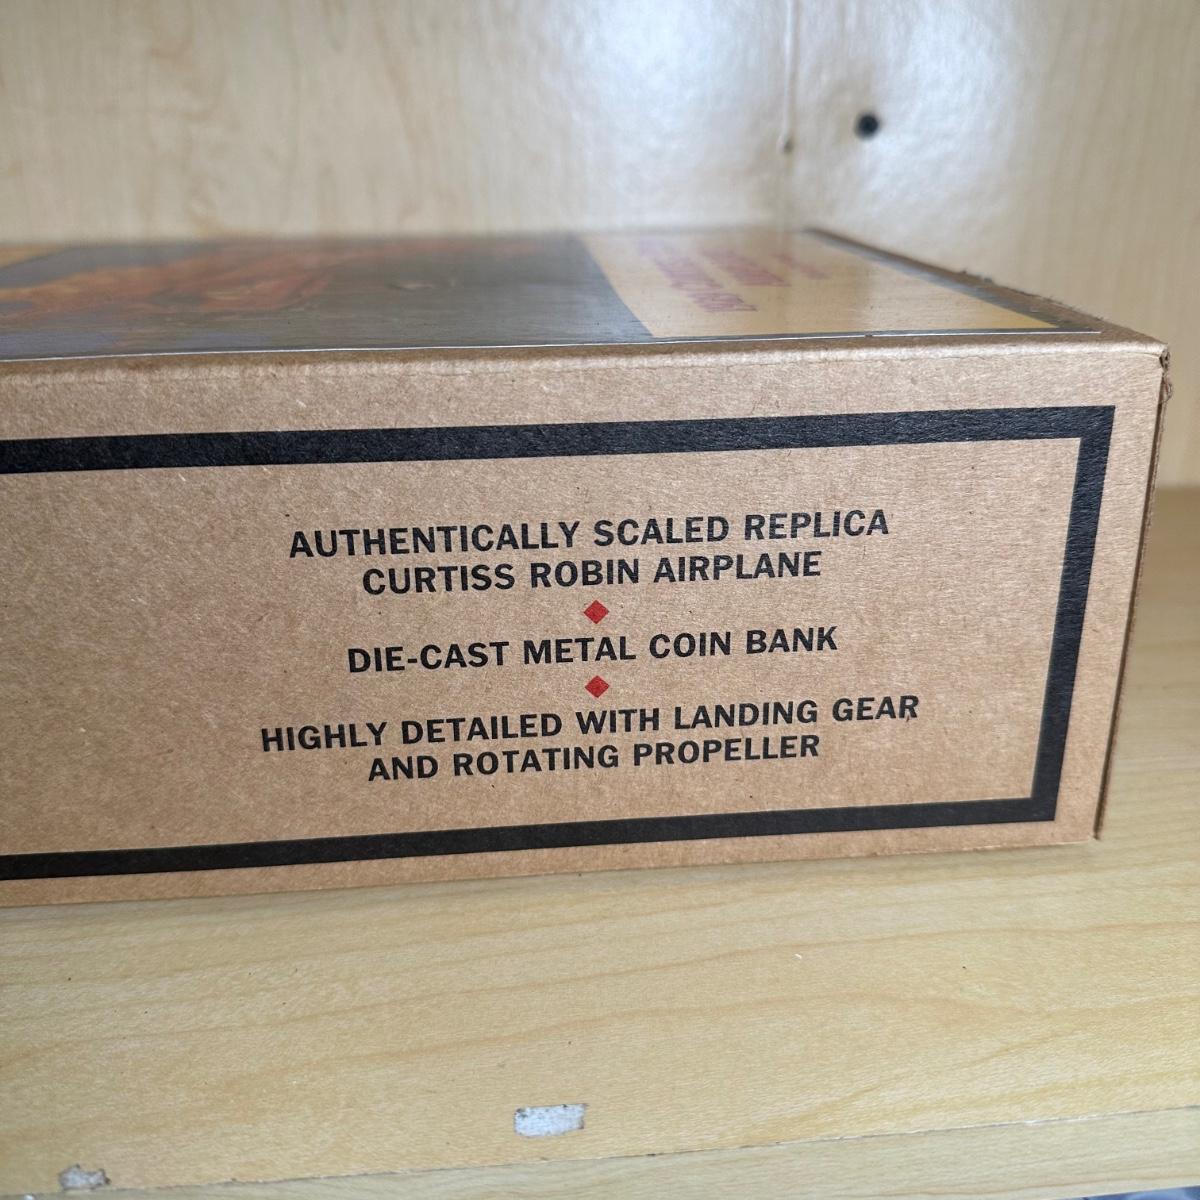 AUTHENTICALLY SCALED REPLICA
CURTISS ROBIN AIRPLANE
DIE-CAST METAL COIN BANK
HIGHLY DETAILED WITH LANDING GEAR
AND ROTATING PROPELLER